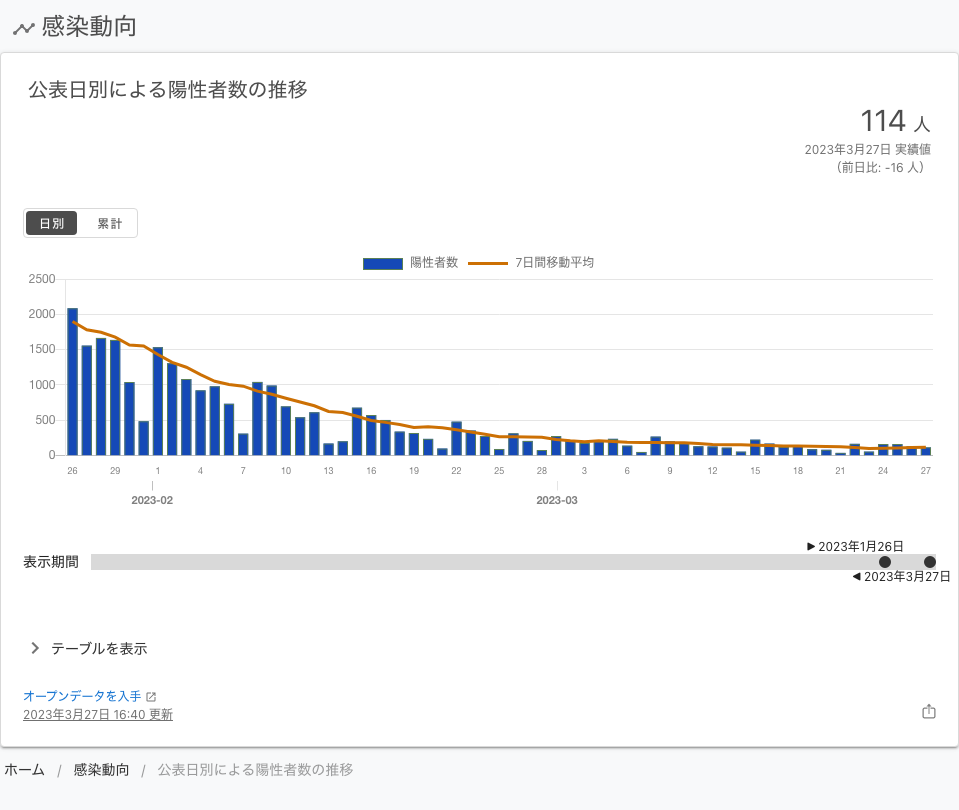 感染動向
公表日別による陽性者数の推移
114 人
2023年3月27日 実績値
（前日比: -16 人）
日別 累計
陽性者数 7日間移動平均
2500
2000
1500
1000
500
0
26 29 1 4 7 10 13 16 19 22 25 28 3 6 9 12 15 18 21 24 27
2023-02 2023-03
2023年1月26日
表示期間
2023年3月27日
テーブルを表示
オープンデータを入手
2023年3月27日 16:40 更新
ホーム / 感染動向 / 公表日別による陽性者数の推移